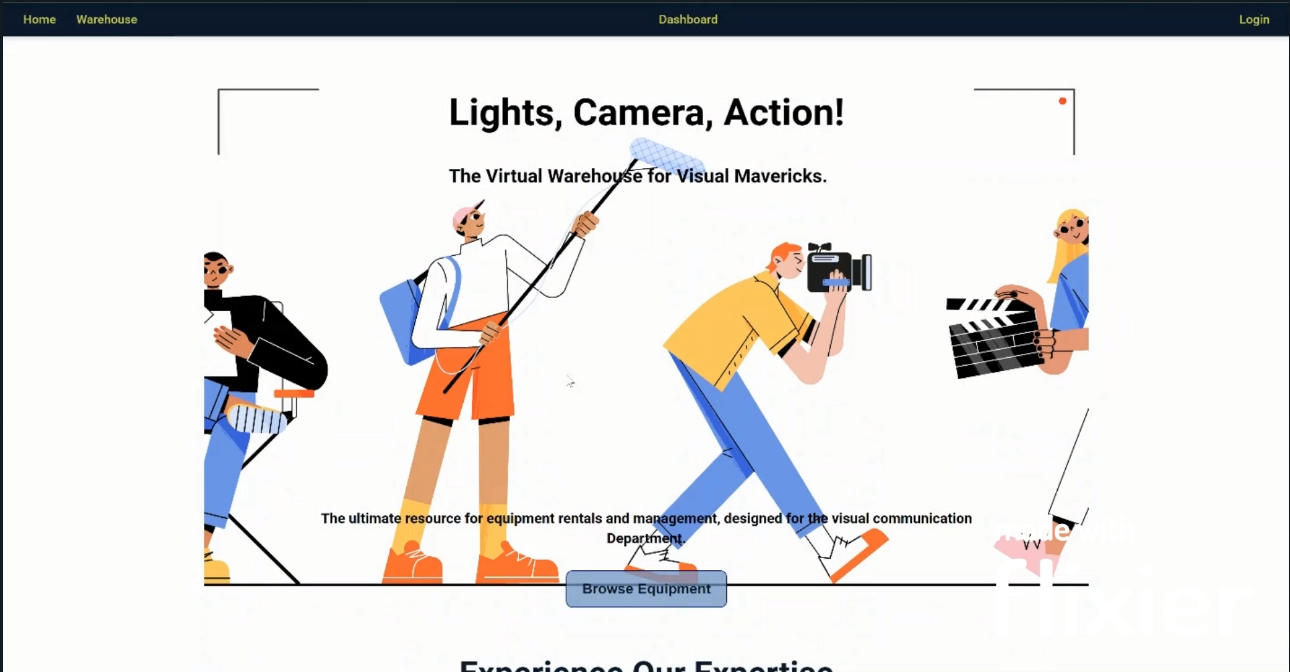 Home Warehouse Dashboard Login
Lights, Camera, Action!
The Virtual Warehouse for Visual Mavericks.
The ultimate resource for equipment rentals and management, designed for the visual communication
Department.
Browse Equipment
made with
flixier
Experience Our Expertise